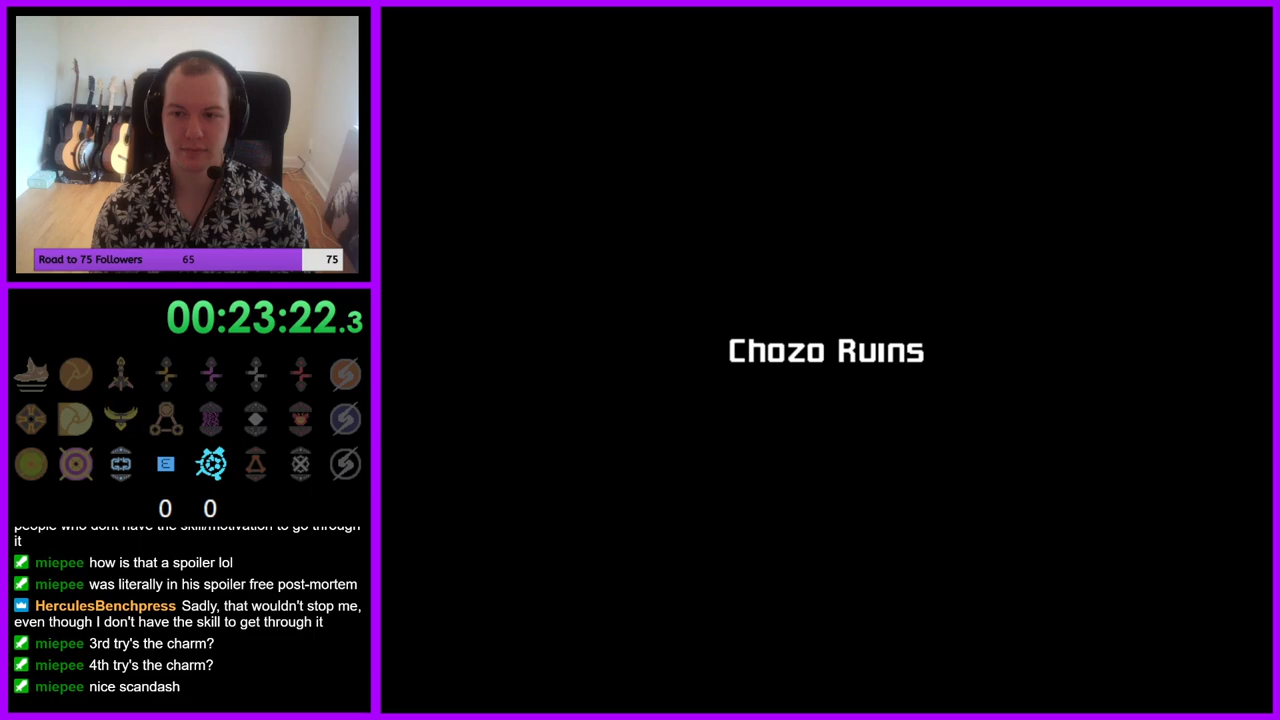 Road to 75 Followers 65 75
00:23:22.3
0 0
people who dont have the skill/motivation to go through
it
miepee how is that a spoiler lol
miepee was literally in his spoiler free post-mortem
HerculesBenchpress Sadly, that wouldn't stop me,
even though I don't have the skill to get through it
miepee 3rd try's the charm?
miepee 4th try's the charm?
miepee nice scandash
Chozo Ruins